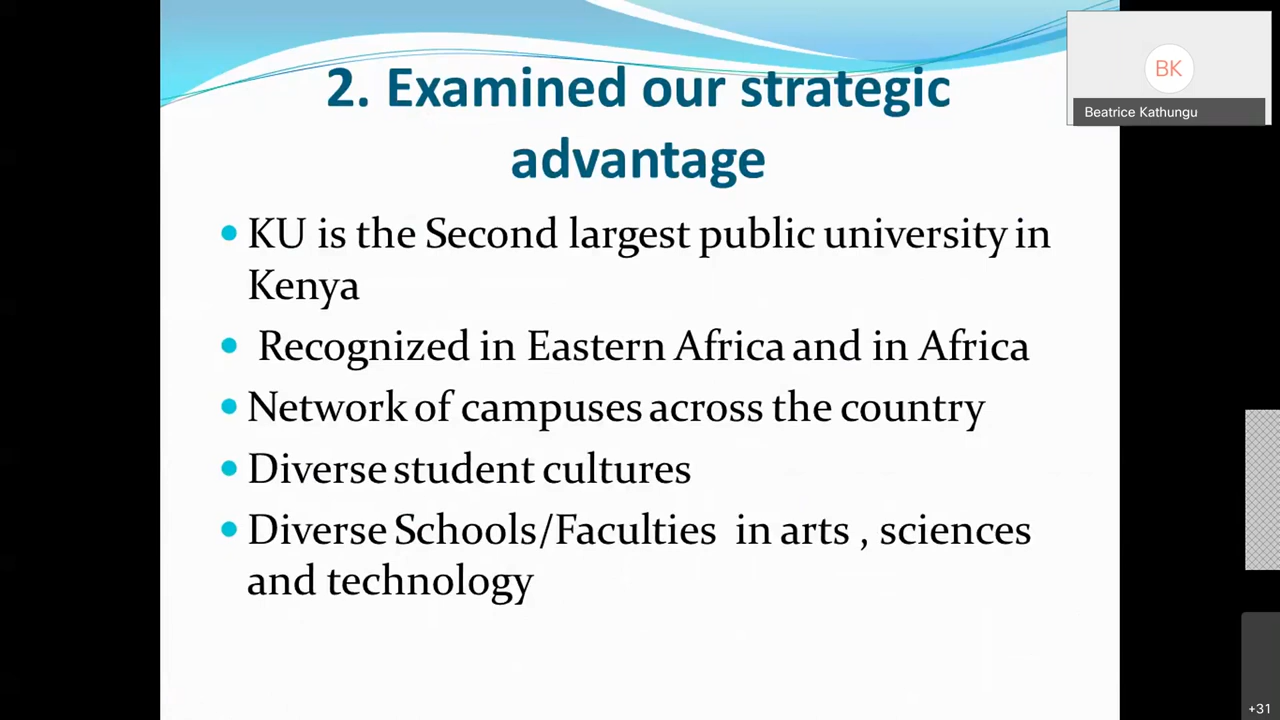 2. Examined our strategic
advantage
BK
Beatrice Kathungu
• KU is the Second largest public university in
Kenya
• Recognized in Eastern Africa and in Africa
• Network of campuses across the country
• Diverse student cultures
• Diverse Schools/Faculties in arts , sciences
and technology
+31